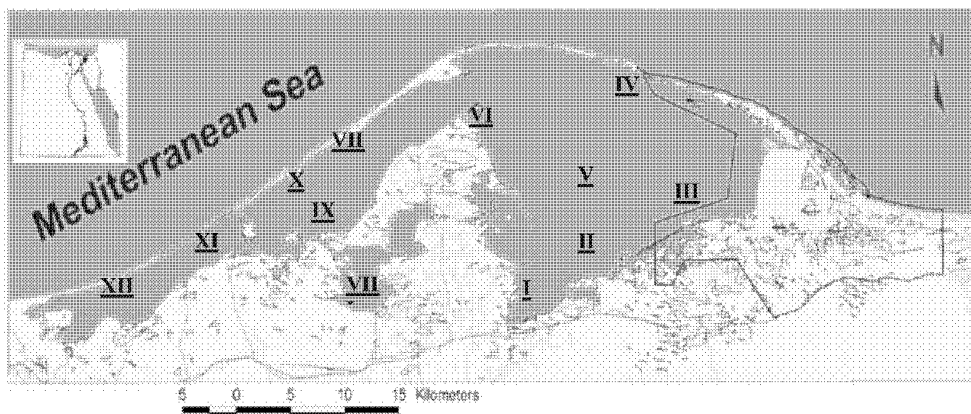 Mediterranean Sea
N
IV
VI
VII
V
X
III
IX
XI
II
XII
VII
I
5 0 5 10 15 Kilometers